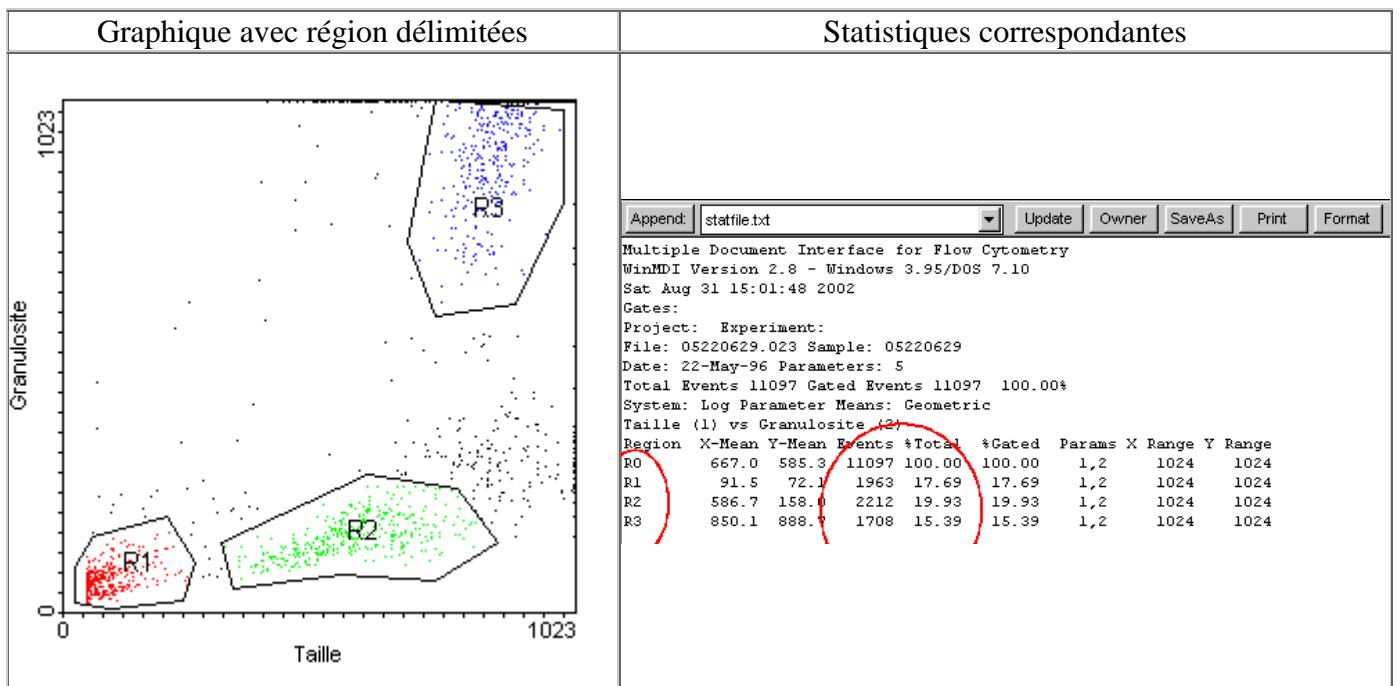 Graphique avec région délimitées
Statistiques correspondantes
1023
R3
Granulosite
R2
R1
0
0
1023
Taille
Append: statfile.txt Update Owner SaveAs Print Format
Multiple Document Interface for Flow Cytometry
WinMDI Version 2.8 - Windows 3.95/DOS 7.10
Sat Aug 31 15:01:48 2002
Gates:
Project: Experiment:
File: 05220629.023 Sample: 05220629
Date: 22-May-96 Parameters: 5
Total Events 11097 Gated Events 11097 100.00%
System: Log Parameter Means: Geometric
Taille (1) vs Granulosite (2)
Region X-Mean Y-Mean Events %Total %Gated Params X Range Y Range
R0 667.0 585.3 11097 100.00 100.00 1,2 1024 1024
R1 91.5 72.1 1963 17.69 17.69 1,2 1024 1024
R2 586.7 158.0 2212 19.93 19.93 1,2 1024 1024
R3 850.1 888.7 1708 15.39 15.39 1,2 1024 1024